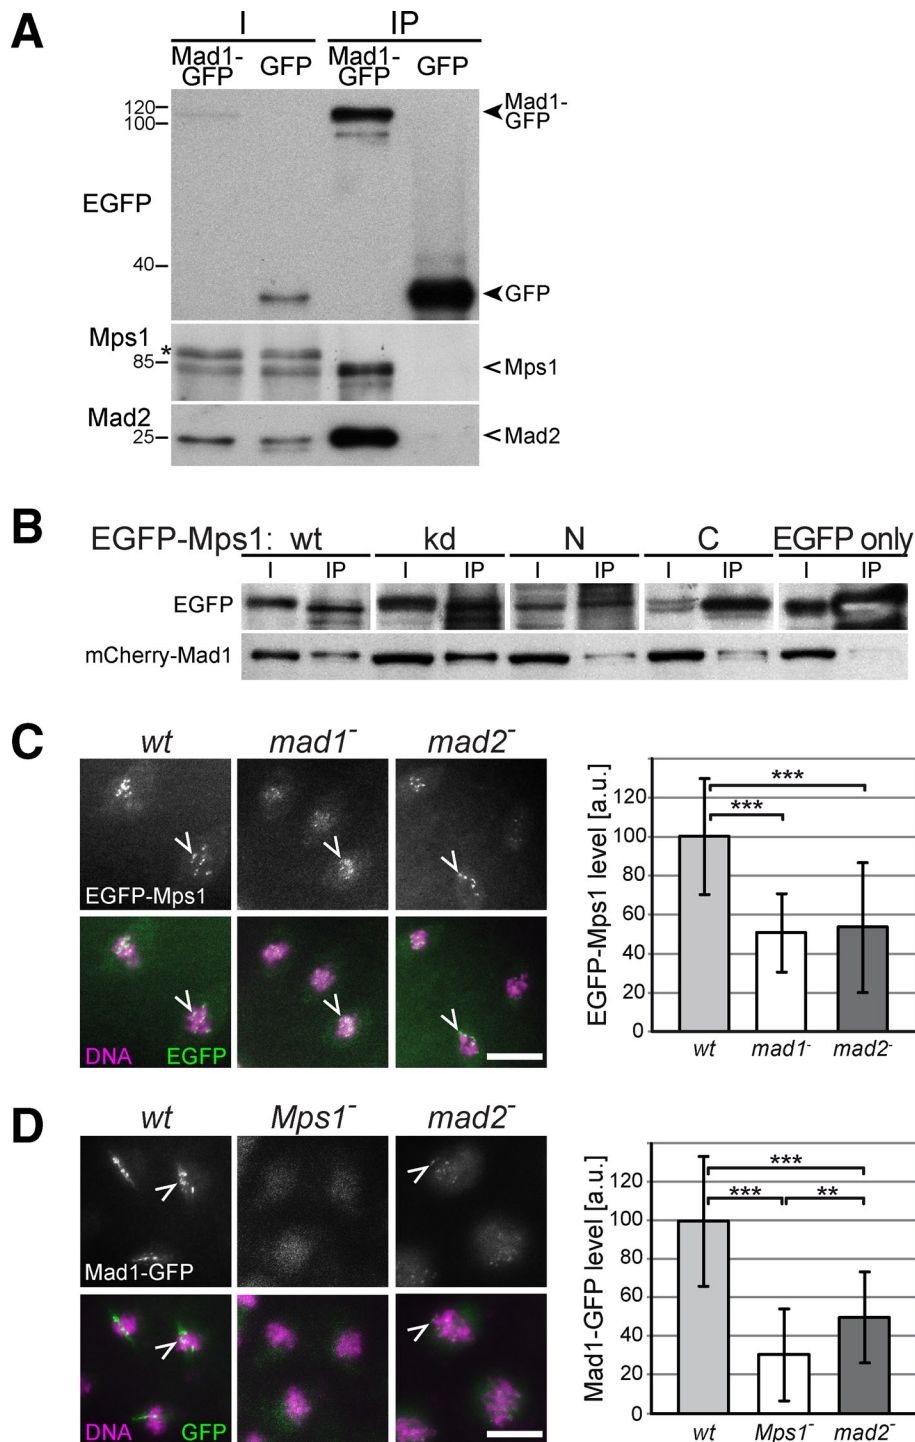 A
I IP
Mad1-GFP GFP Mad1-GFP GFP
120
100
Mad1-GFP
EGFP
40
GFP
Mps1
*
85
Mps1
Mad2
25
Mad2
B
EGFP-Mps1: wt kd N C EGFP only
I IP I IP I IP I IP I IP
EGFP
mCherry-Mad1
C
wt mad1⁻ mad2⁻
EGFP-Mps1
DNA EGFP
EGFP-Mps1 level [a.u.]
***
***
120
100
80
60
40
20
0
wt mad1⁻ mad2⁻
D
wt Mps1⁻ mad2⁻
Mad1-GFP
DNA GFP
Mad1-GFP level [a.u.]
***
*** **
120
100
80
60
40
20
0
wt Mps1⁻ mad2⁻